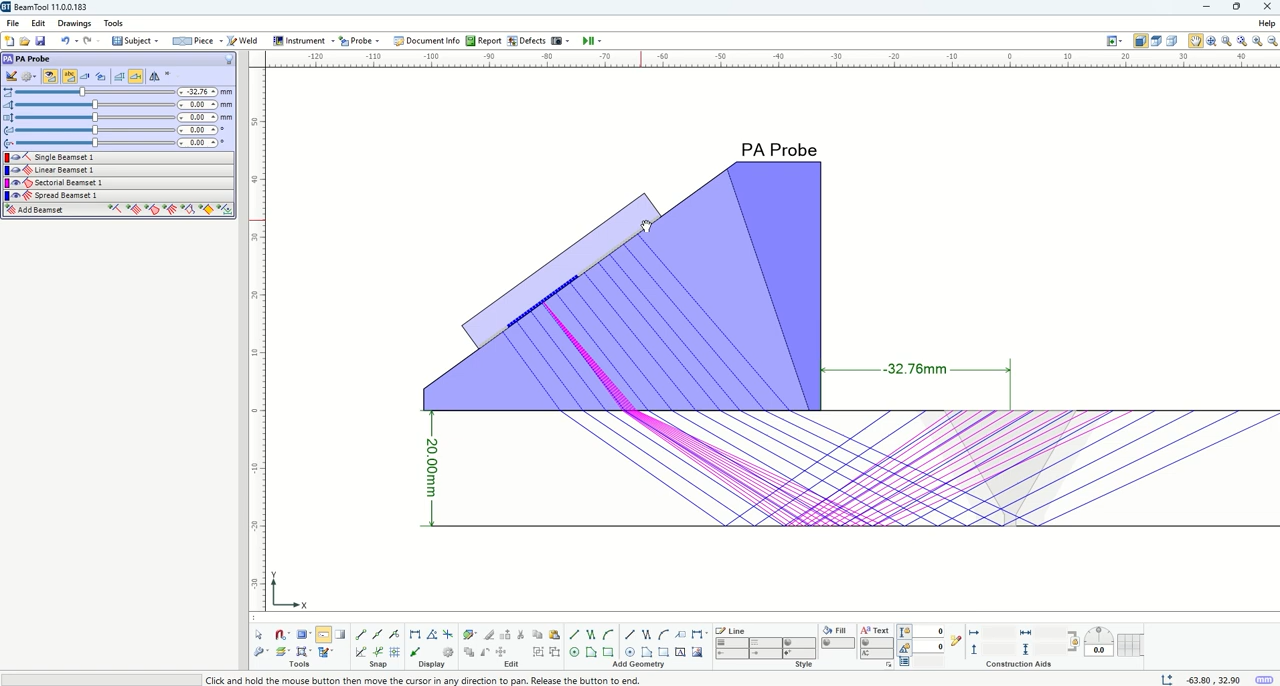 BeamTool 11.0.0.183
File Edit Drawings Tools Help
Subject Piece Weld Instrument Probe Document Info Report Defects
PA Probe
-120 -110 -100 -90 -80 -70 -60 -50 -40 -30 -20 -10 0 10 20 30 40
-32.76 mm
0.00 mm
0.00 mm
0.00 °
0.00 °
Single Beamset 1
Linear Beamset 1
Sectorial Beamset 1
Spread Beamset 1
Add Beamset
50
40
30
20
10
0
-10
-20
-30
PA Probe
-32.76mm
20.00mm
Y
X
:
Line Fill Text 0
0 0.0
Tools Snap Display Edit Add Geometry Style Construction Aids
Click and hold the mouse button then move the cursor in any direction to pan. Release the button to end. -63.80 , 32.90